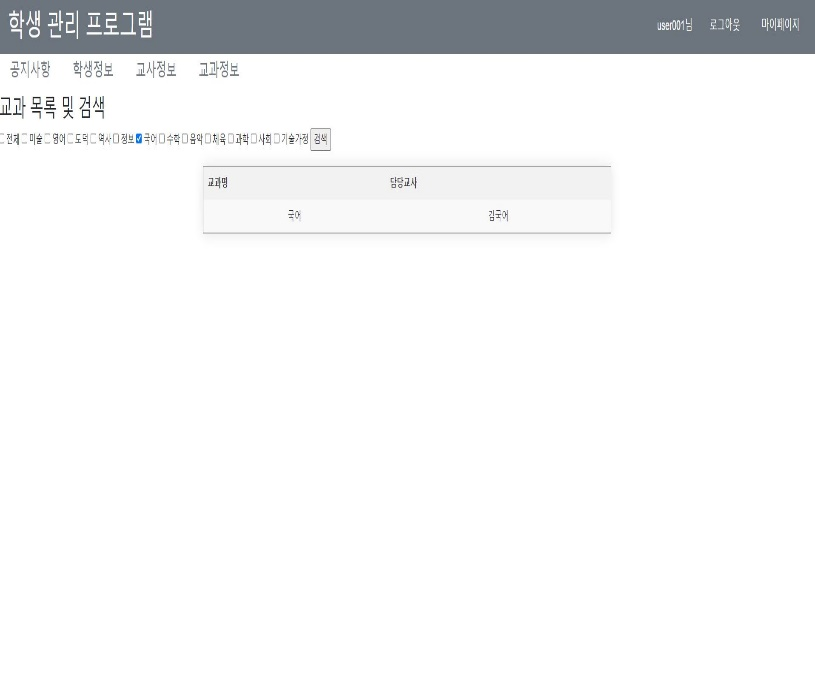 학생 관리 프로그램 user001님 로그아웃 마이페이지
공지사항 학생정보 교사정보 교과정보
교과 목록 및 검색
전체 미술 영어 도덕 역사 정보 국어 수학 음악 체육 과학 사회 기술가정 검색
교과명 담당교사
국어 김국어